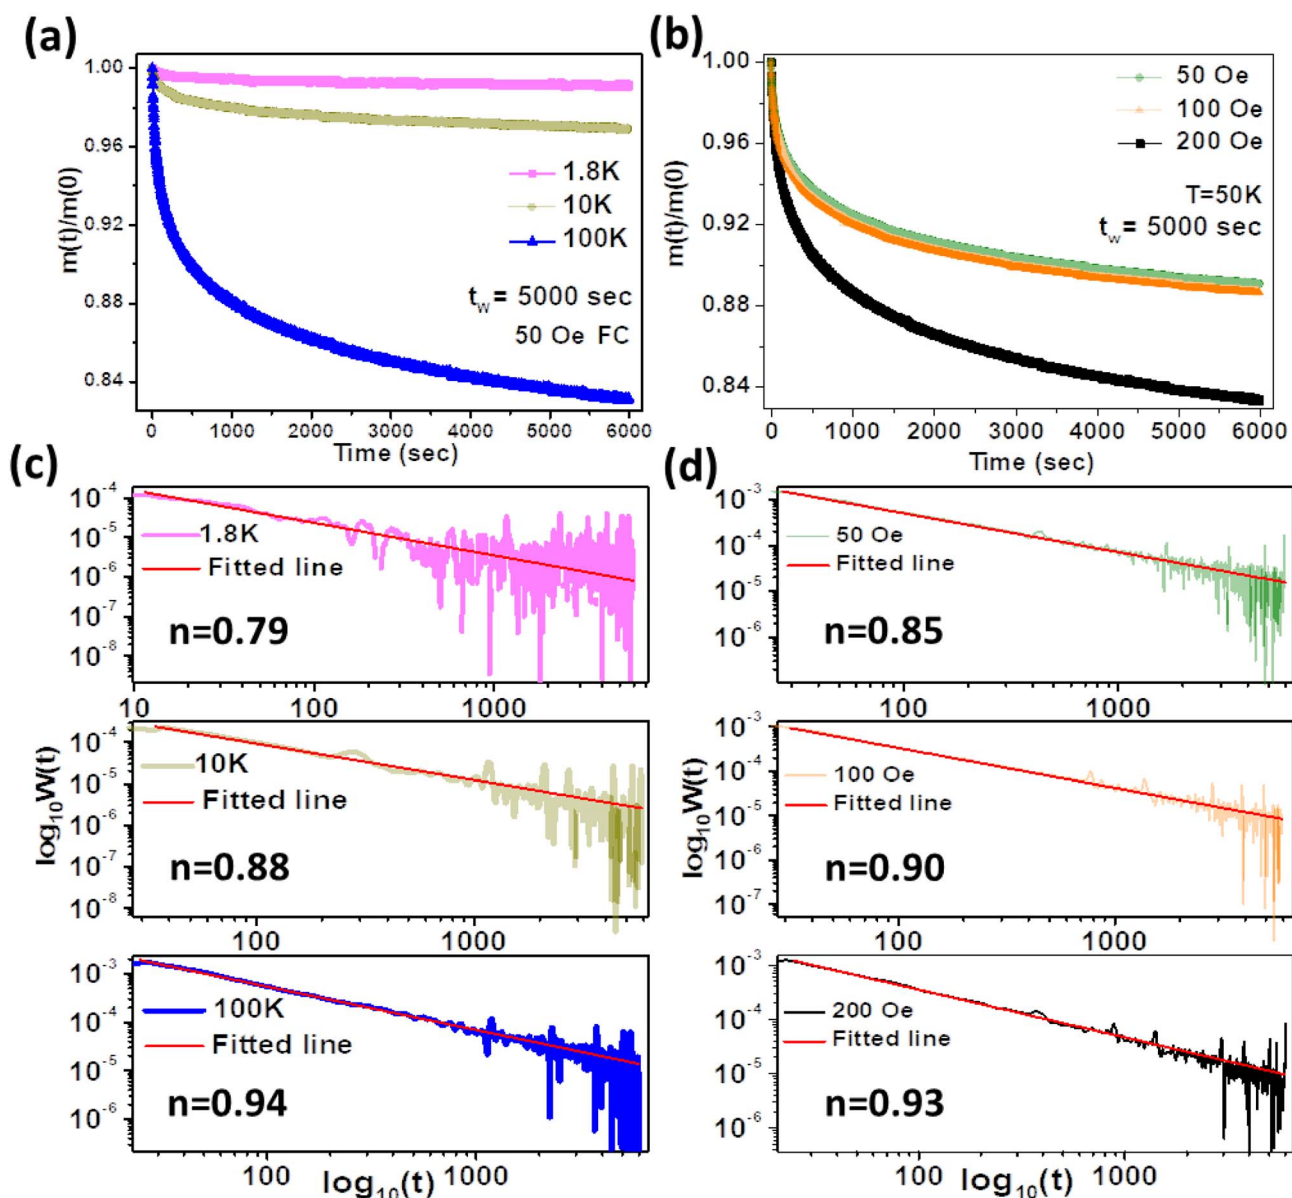 (a)
1.00
0.96
0.92
0.88
0.84
m(t)/m(0)
1.8K
10K
100K
t_w = 5000 sec
50 Oe FC
0 1000 2000 3000 4000 5000 6000
Time (sec)
(b)
1.00
0.96
0.92
0.88
0.84
m(t)/m(0)
50 Oe
100 Oe
200 Oe
T=50K
t_w = 5000 sec
0 1000 2000 3000 4000 5000 6000
Time (sec)
(c)
10^-4
10^-5
10^-6
10^-7
10^-8
1.8K
Fitted line
n=0.79
10 100 1000
log10W(t)
10^-4
10^-5
10^-6
10^-7
10^-8
10K
Fitted line
n=0.88
100 1000
10^-3
10^-4
10^-5
10^-6
100K
Fitted line
n=0.94
100 1000
log10(t)
(d)
10^-3
10^-4
10^-5
10^-6
50 Oe
Fitted line
n=0.85
100 1000
log10W(t)
10^-3
10^-4
10^-5
10^-6
10^-7
100 Oe
Fitted line
n=0.90
100 1000
10^-3
10^-4
10^-5
10^-6
200 Oe
Fitted line
n=0.93
100 1000
log10(t)